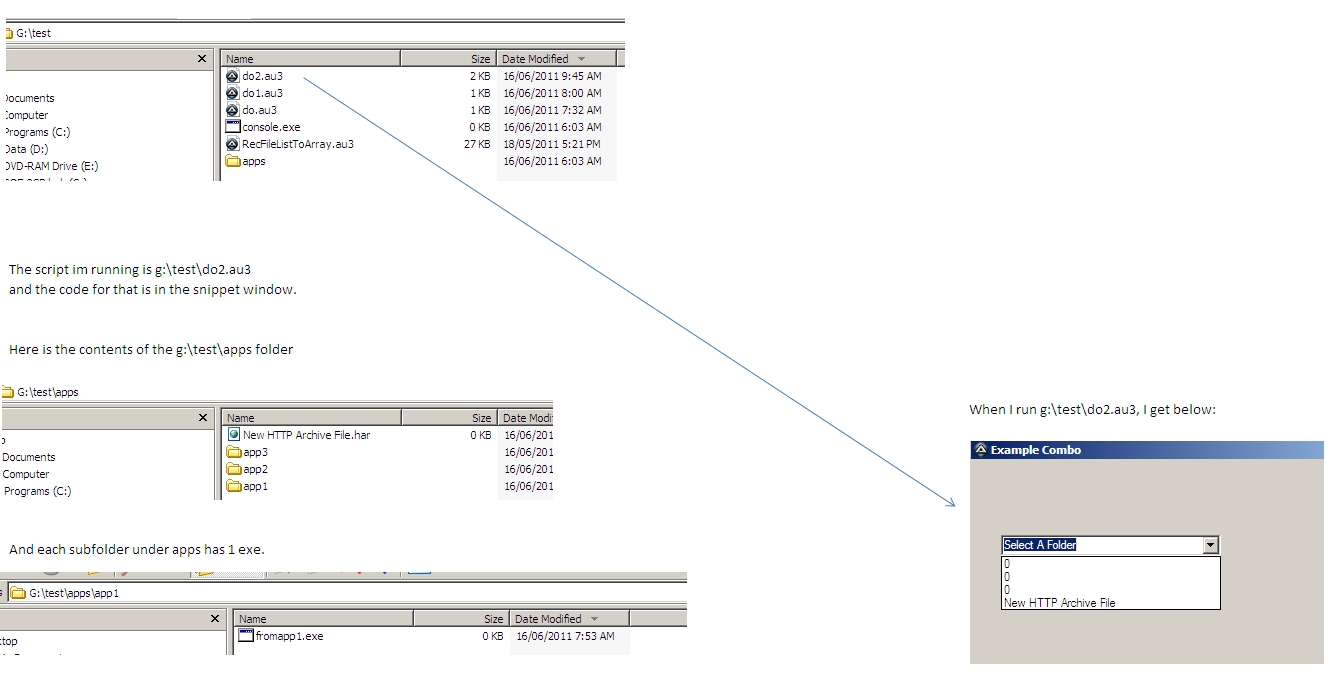 G:\test
Name Size Date Modified
do2.au3 2 KB 16/06/2011 9:45 AM
do1.au3 1 KB 16/06/2011 8:00 AM
do.au3 1 KB 16/06/2011 7:32 AM
console.exe 0 KB 16/06/2011 6:03 AM
RecFileListToArray.au3 27 KB 18/05/2011 5:21 PM
apps 16/06/2011 6:03 AM
Documents
Computer
Programs (C:)
Data (D:)
DVD-RAM Drive (E:)
The script im running is g:\test\do2.au3
and the code for that is in the snippet window.
Here is the contents of the g:\test\apps folder
G:\test\apps
Name Size Date Modi
New HTTP Archive File.har 0 KB 16/06/201
app3 16/06/201
app2 16/06/201
app1 16/06/201
Documents
Computer
Programs (C:)
And each subfolder under apps has 1 exe.
G:\test\apps\app1
Name Size Date Modified
fromapp1.exe 0 KB 16/06/2011 7:53 AM
ktop
When I run g:\test\do2.au3, I get below:
Example Combo
Select A Folder
0
0
0
New HTTP Archive File